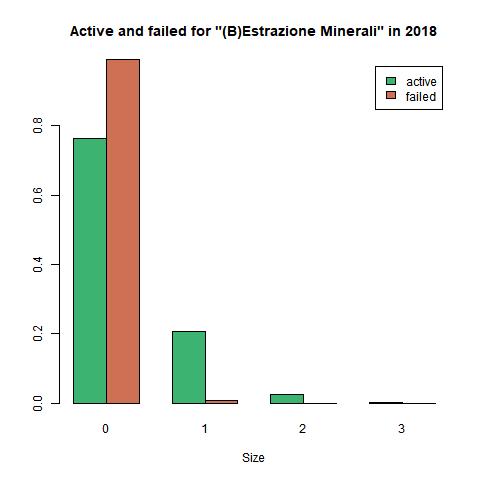 Active and failed for "(B)Estrazione Minerali" in 2018
active
failed
0.8
0.6
0.4
0.2
0.0
0 1 2 3
Size